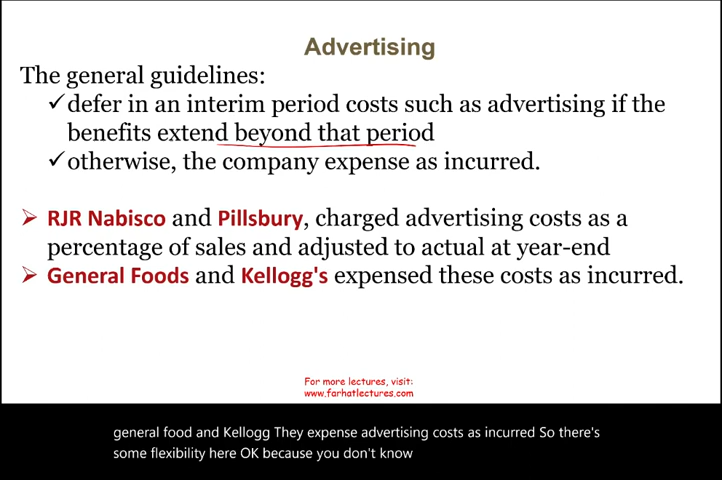 Advertising
The general guidelines:
✓defer in an interim period costs such as advertising if the
benefits extend beyond that period
✓otherwise, the company expense as incurred.
➢ RJR Nabisco and Pillsbury, charged advertising costs as a
percentage of sales and adjusted to actual at year-end
➢ General Foods and Kellogg's expensed these costs as incurred.
For more lectures, visit:
www.farhatlectures.com
general food and Kellogg They expense advertising costs as incurred So there's
some flexibility here OK because you don't know